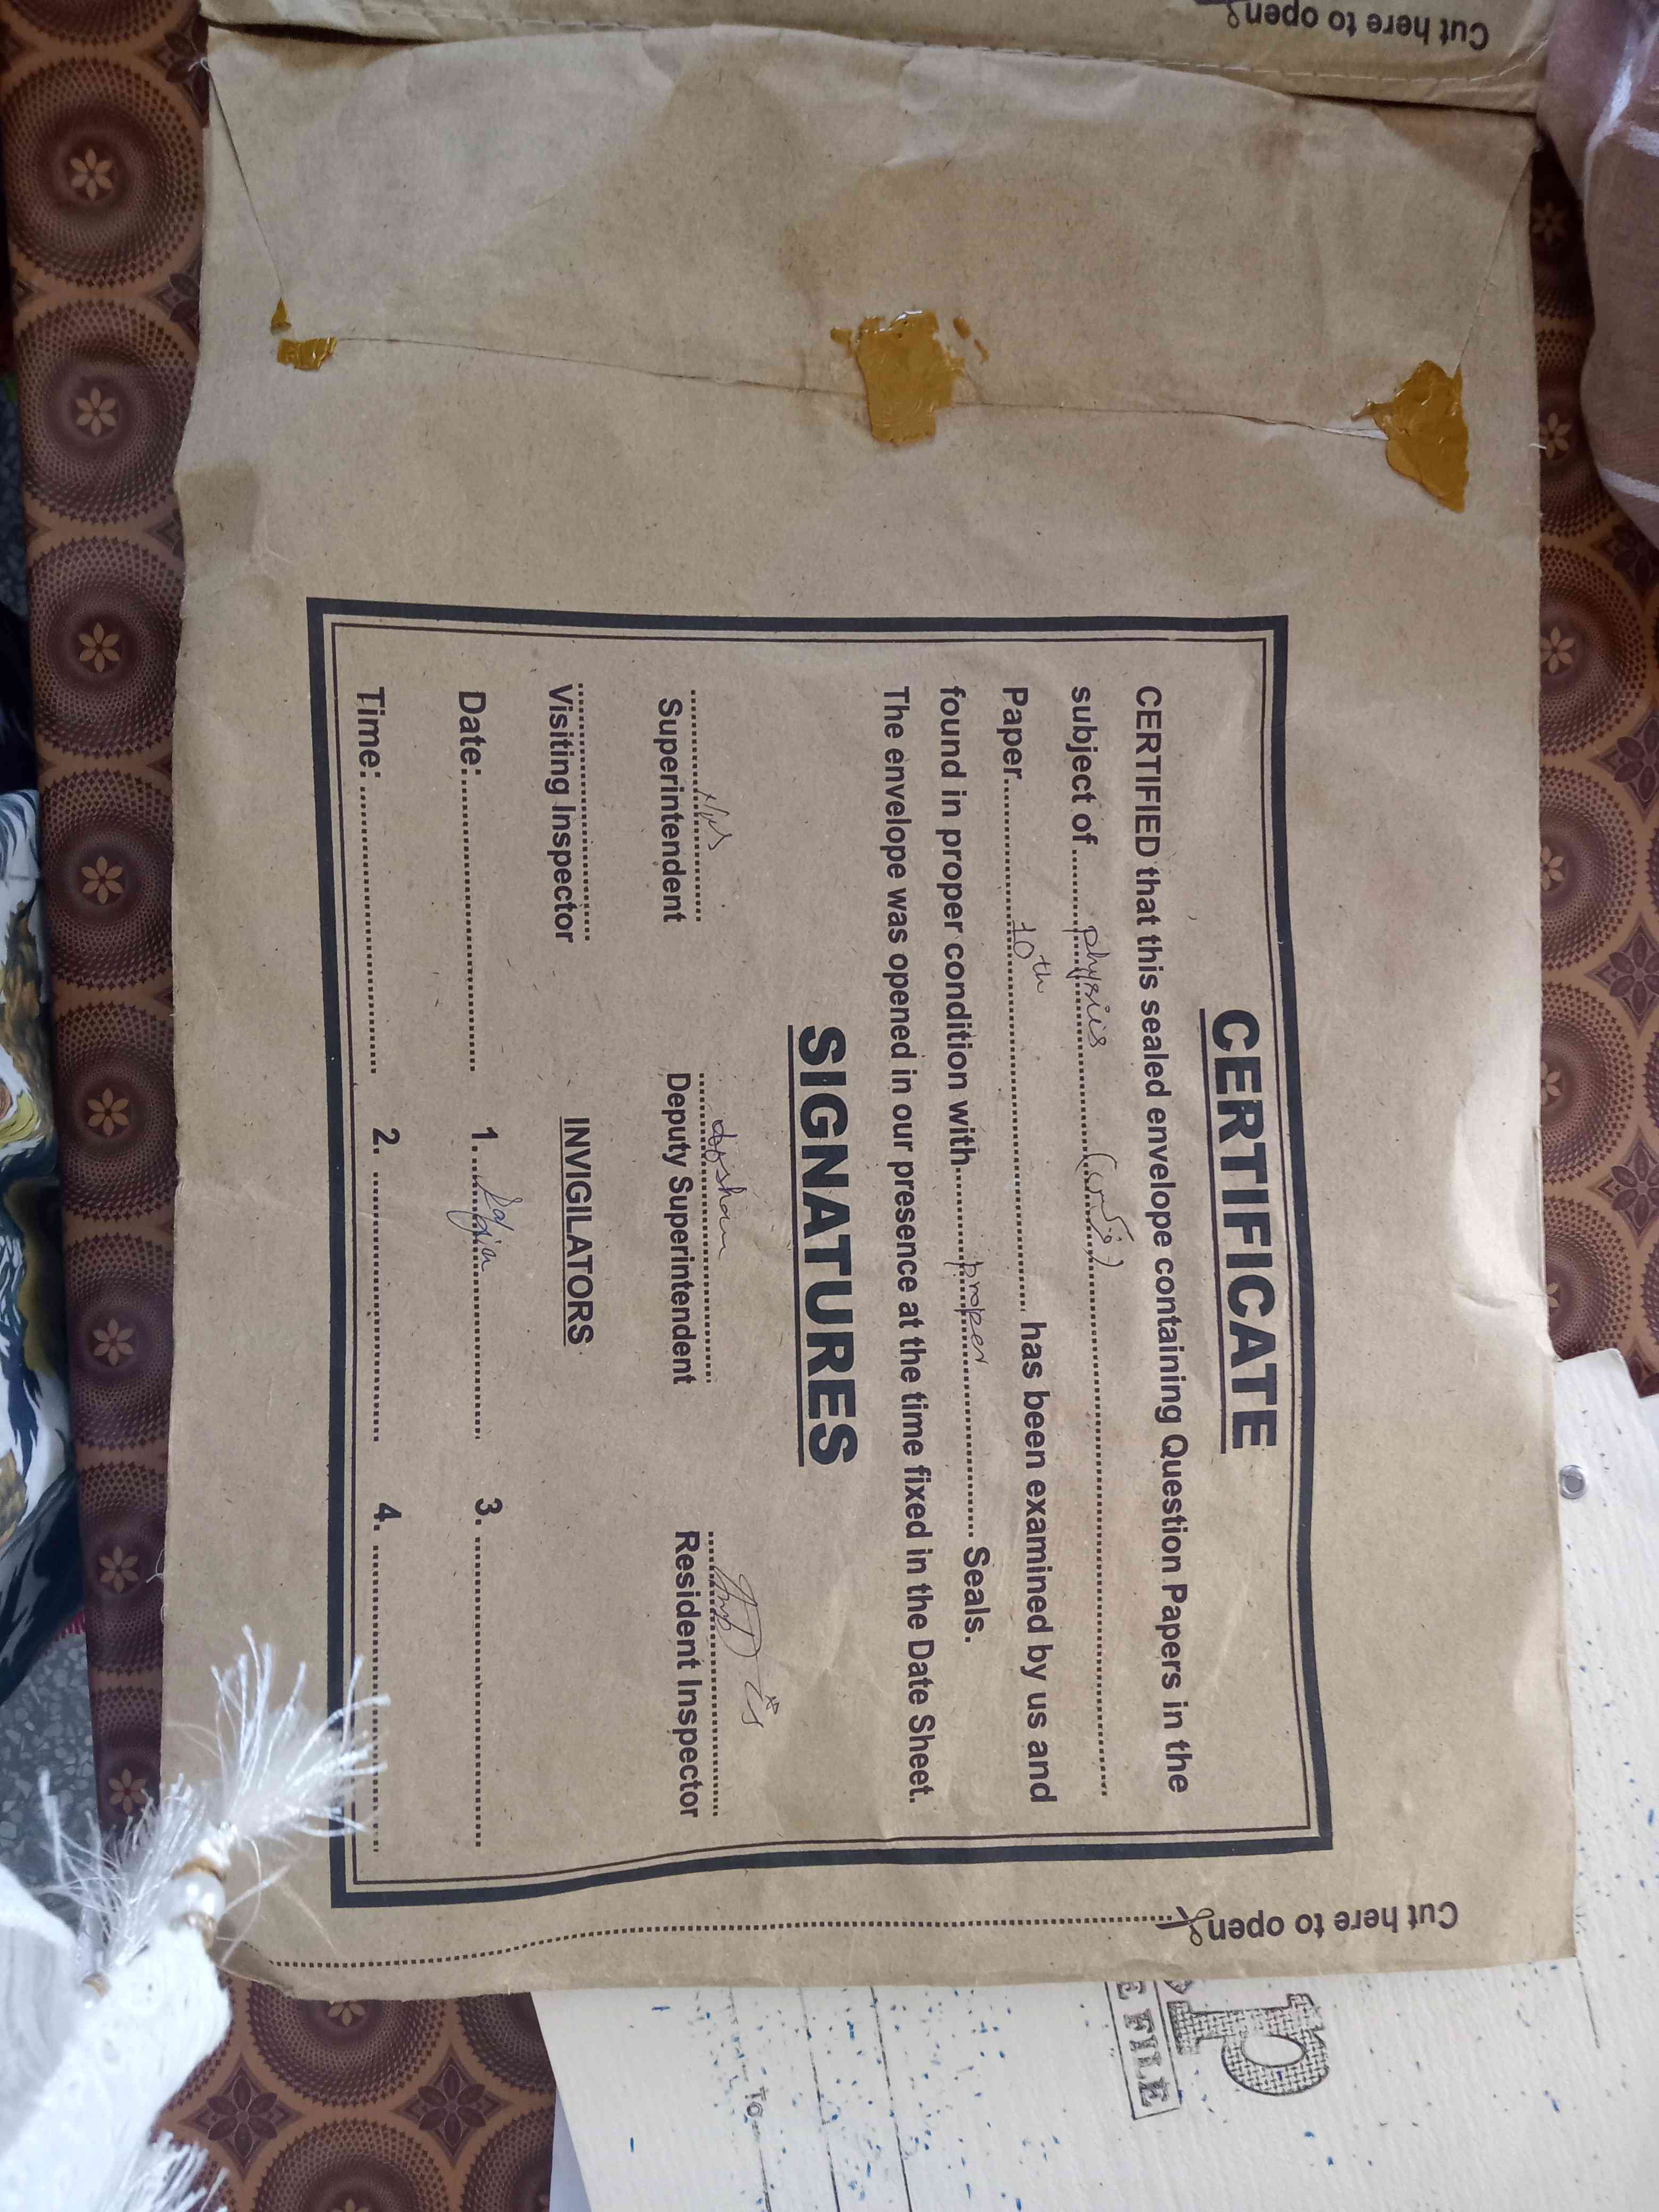 Cut here to open
CERTIFICATE
CERTIFIED that this sealed envelope containing Question Papers in the
subject of ...... physics ......
Paper ...... 10th ...... has been examined by us and
found in proper condition with ...... proper ...... Seals.
The envelope was opened in our presence at the time fixed in the Date Sheet.
SIGNATURES
Superintendent Deputy Superintendent Resident Inspector
Visiting Inspector
INVIGILATORS
Date: ...... 1. ...... 3. ......
Time: ...... 2. ...... 4. ......
Cut here to open
E FILE
To